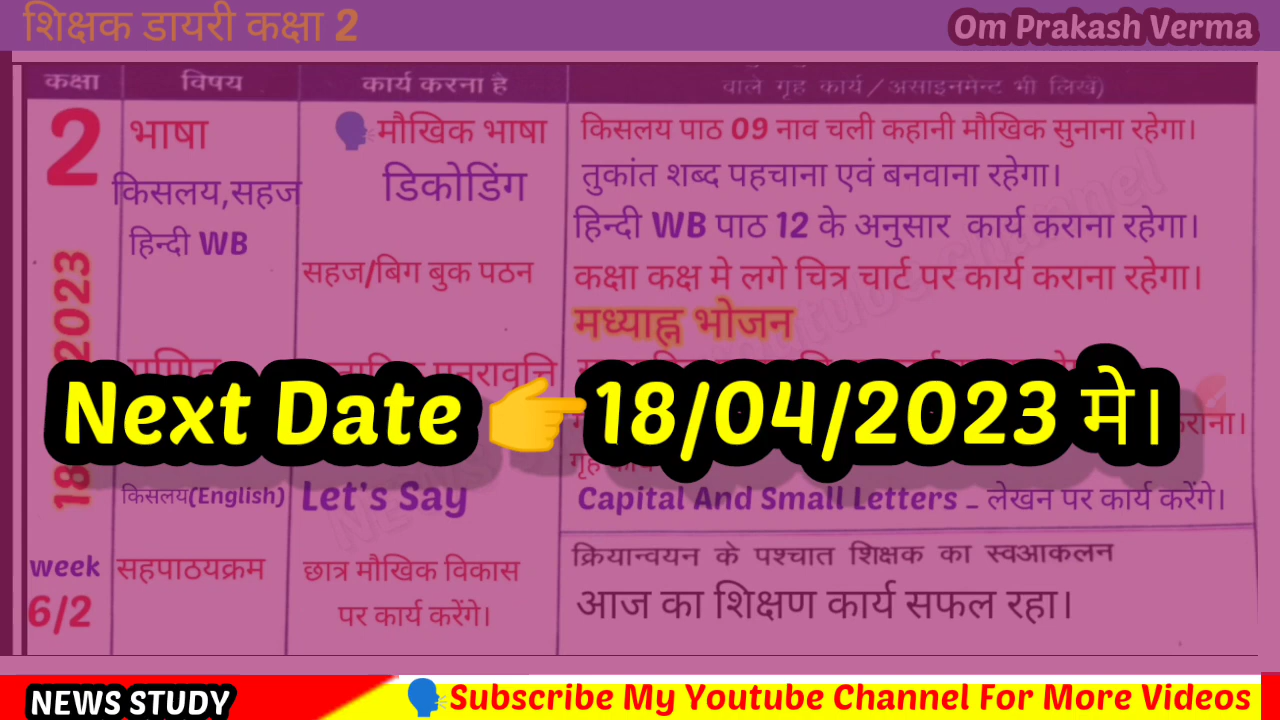 शिक्षक डायरी कक्षा 2
Om Prakash Verma
कक्षा विषय कार्य करना है वाले गृह कार्य/असाइनमेन्ट भी लिखें)
2 भाषा 🗣मौखिक भाषा किसलय पाठ 09 नाव चली कहानी मौखिक सुनाना रहेगा।
किसलय,सहज डिकोडिंग तुकांत शब्द पहचाना एवं बनवाना रहेगा।
हिन्दी WB हिन्दी WB पाठ 12 के अनुसार कार्य कराना रहेगा।
सहज/बिग बुक पठन कक्षा कक्ष मे लगे चित्र चार्ट पर कार्य कराना रहेगा।
मध्याह्न भोजन
Next Date 👉18/04/2023 मे।
किसलय(English) Let's Say Capital And Small Letters - लेखन पर कार्य करेंगे।
week सहपाठयक्रम छात्र मौखिक विकास क्रियान्वयन के पश्चात शिक्षक का स्वआकलन
6/2 पर कार्य करेंगे। आज का शिक्षण कार्य सफल रहा।
NEWS STUDY
🗣Subscribe My Youtube Channel For More Videos